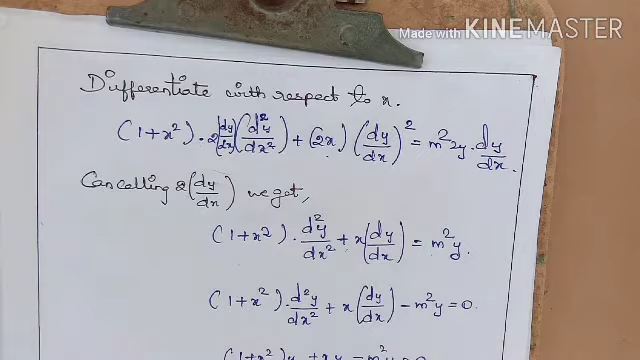 Made with KINEMASTER
Differentiate with respect to x.
(1+x²)·2(dy/dx)(d²y/dx²) + (2x)(dy/dx)² = m²2y·dy/dx.
Cancelling 2(dy/dx) we get,
(1+x²)·d²y/dx² + x(dy/dx) = m²y.
(1+x²)·d²y/dx² + x(dy/dx) - m²y = 0.